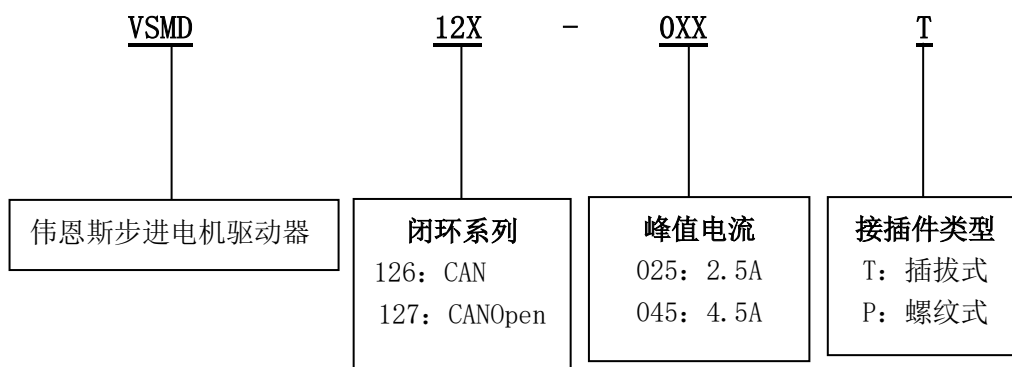 VSMD 12X - 0XX T
伟恩斯步进电机驱动器
闭环系列
126：CAN
127：CANOpen
峰值电流
025：2.5A
045：4.5A
接插件类型
T：插拔式
P：螺纹式